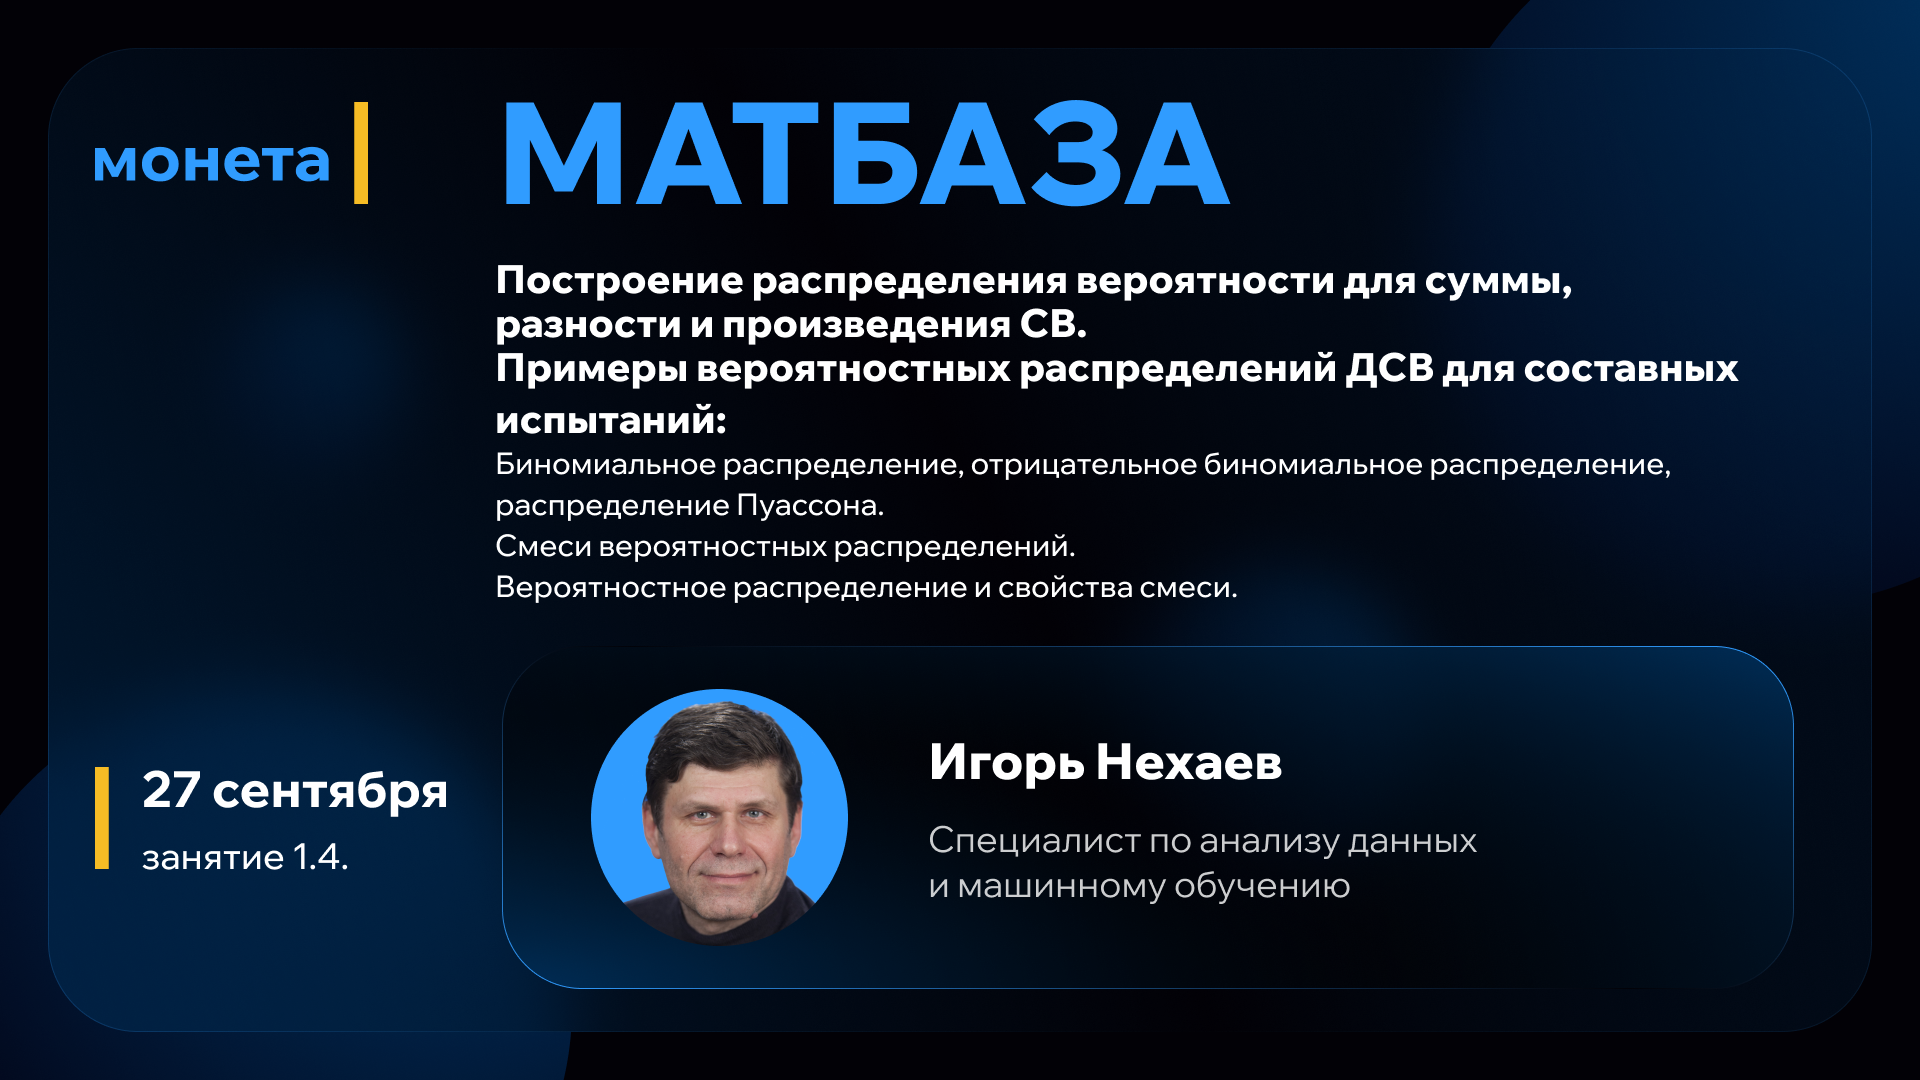 монета
МАТБАЗА
Построение распределения вероятности для суммы,
разности и произведения СВ.
Примеры вероятностных распределений ДСВ для составных
испытаний:
Биномиальное распределение, отрицательное биномиальное распределение,
распределение Пуассона.
Смеси вероятностных распределений.
Вероятностное распределение и свойства смеси.
27 сентября
занятие 1.4.
Игорь Нехаев
Специалист по анализу данных
и машинному обучению